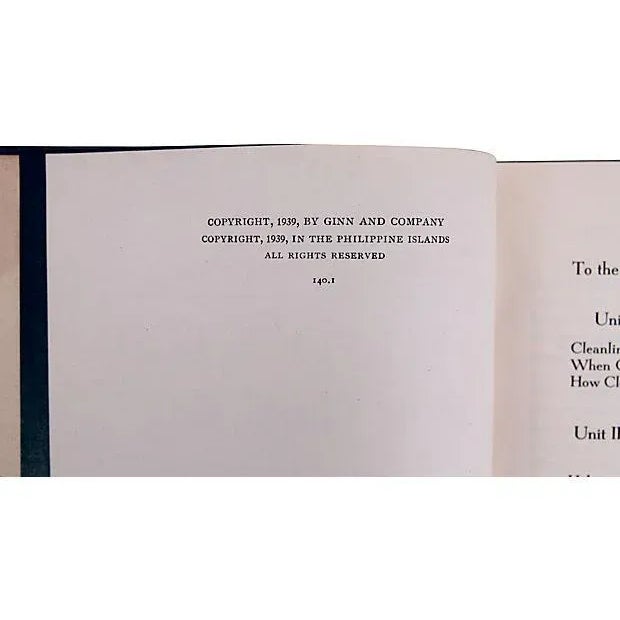 COPYRIGHT, 1939, BY GINN AND COMPANY
COPYRIGHT, 1939, IN THE PHILIPPINE ISLANDS
ALL RIGHTS RESERVED
140.1
To the
Uni
Cleanlin
When C
How Cl
Unit II